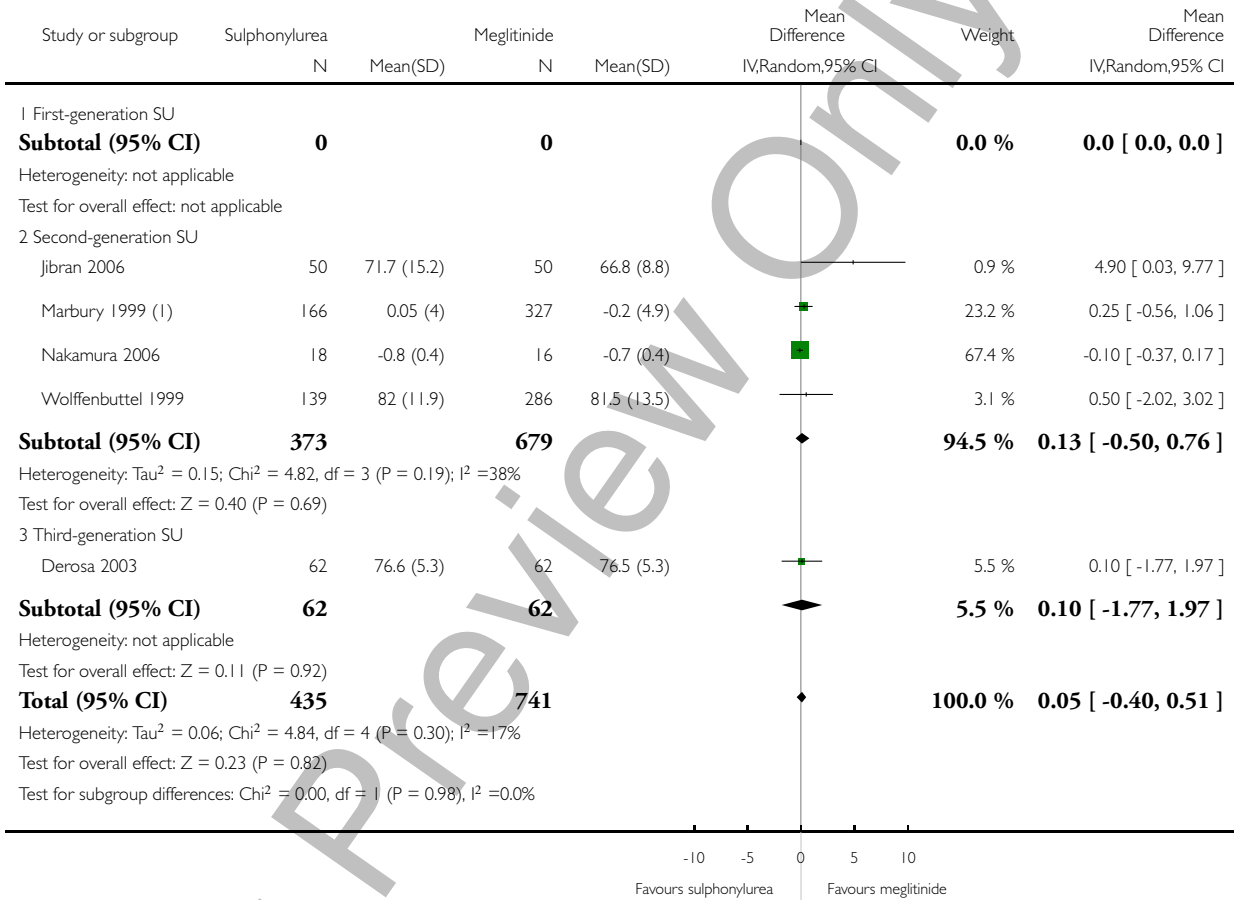 Mean Mean
Study or subgroup Sulphonylurea Meglitinide Difference Weight Difference
N Mean(SD) N Mean(SD) IV,Random,95% CI IV,Random,95% CI
1 First-generation SU
Subtotal (95% CI) 0 0 0.0 % 0.0 [ 0.0, 0.0 ]
Heterogeneity: not applicable
Test for overall effect: not applicable
2 Second-generation SU
Jibran 2006 50 71.7 (15.2) 50 66.8 (8.8) 0.9 % 4.90 [ 0.03, 9.77 ]
Marbury 1999 (1) 166 0.05 (4) 327 -0.2 (4.9) 23.2 % 0.25 [ -0.56, 1.06 ]
Nakamura 2006 18 -0.8 (0.4) 16 -0.7 (0.4) 67.4 % -0.10 [ -0.37, 0.17 ]
Wolffenbuttel 1999 139 82 (11.9) 286 81.5 (13.5) 3.1 % 0.50 [ -2.02, 3.02 ]
Subtotal (95% CI) 373 679 94.5 % 0.13 [ -0.50, 0.76 ]
Heterogeneity: Tau² = 0.15; Chi² = 4.82, df = 3 (P = 0.19); I² =38%
Test for overall effect: Z = 0.40 (P = 0.69)
3 Third-generation SU
Derosa 2003 62 76.6 (5.3) 62 76.5 (5.3) 5.5 % 0.10 [ -1.77, 1.97 ]
Subtotal (95% CI) 62 62 5.5 % 0.10 [ -1.77, 1.97 ]
Heterogeneity: not applicable
Test for overall effect: Z = 0.11 (P = 0.92)
Total (95% CI) 435 741 100.0 % 0.05 [ -0.40, 0.51 ]
Heterogeneity: Tau² = 0.06; Chi² = 4.84, df = 4 (P = 0.30); I² =17%
Test for overall effect: Z = 0.23 (P = 0.82)
Test for subgroup differences: Chi² = 0.00, df = 1 (P = 0.98), I² =0.0%
-10 -5 0 5 10
Favours sulphonylurea Favours meglitinide
Preview Only